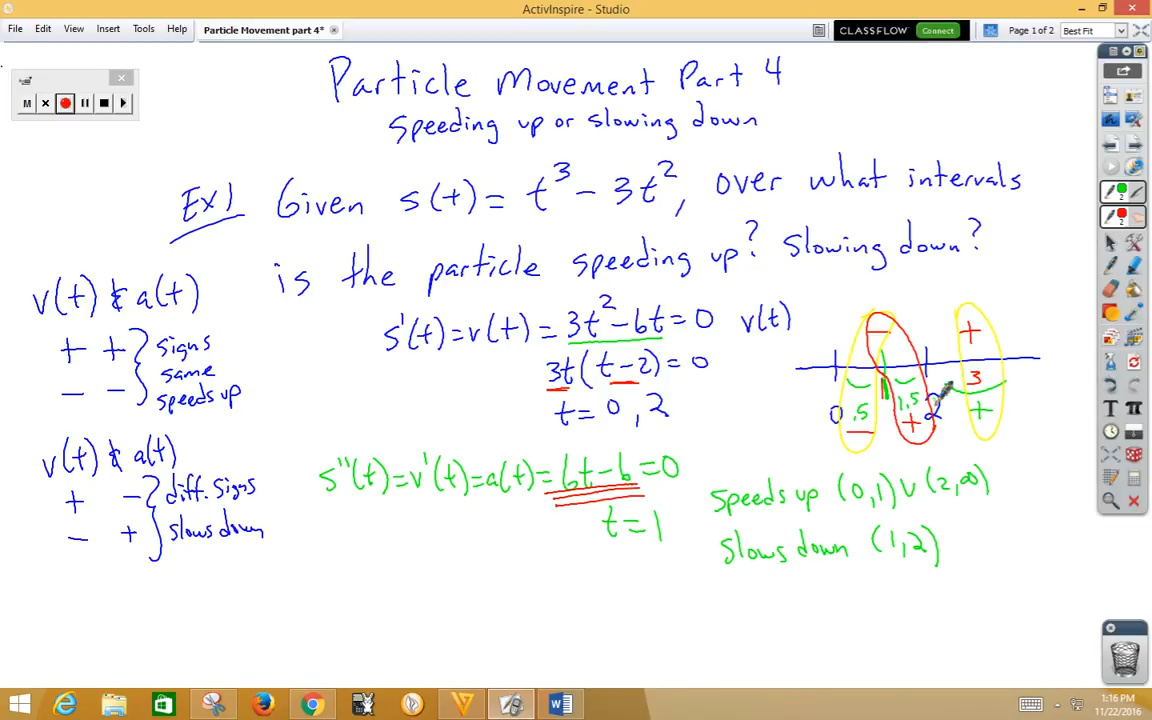 ActivInspire - Studio
File Edit View Insert Tools Help
Particle Movement part 4*
CLASSFLOW Connect
Page 1 of 2
Best Fit
M
Particle Movement Part 4
speeding up or slowing down
EX1 Given s(t) = t³ - 3t², over what intervals
is the particle speeding up? slowing down?
v(t) & a(t)
+ + signs
same
- - speeds up
v(t) & a(t)
+ - diff. signs
- + slows down
s'(t) = v(t) = 3t² - 6t = 0
3t(t-2) = 0
t = 0, 2
s''(t) = v'(t) = a(t) = 6t - 6 = 0
t = 1
v(t)
- +
0 .5 1 1.5 2 3
- + +
speeds up (0,1) ∪ (2,∞)
slows down (1,2)
2
2
T π
1:16 PM
11/22/2016